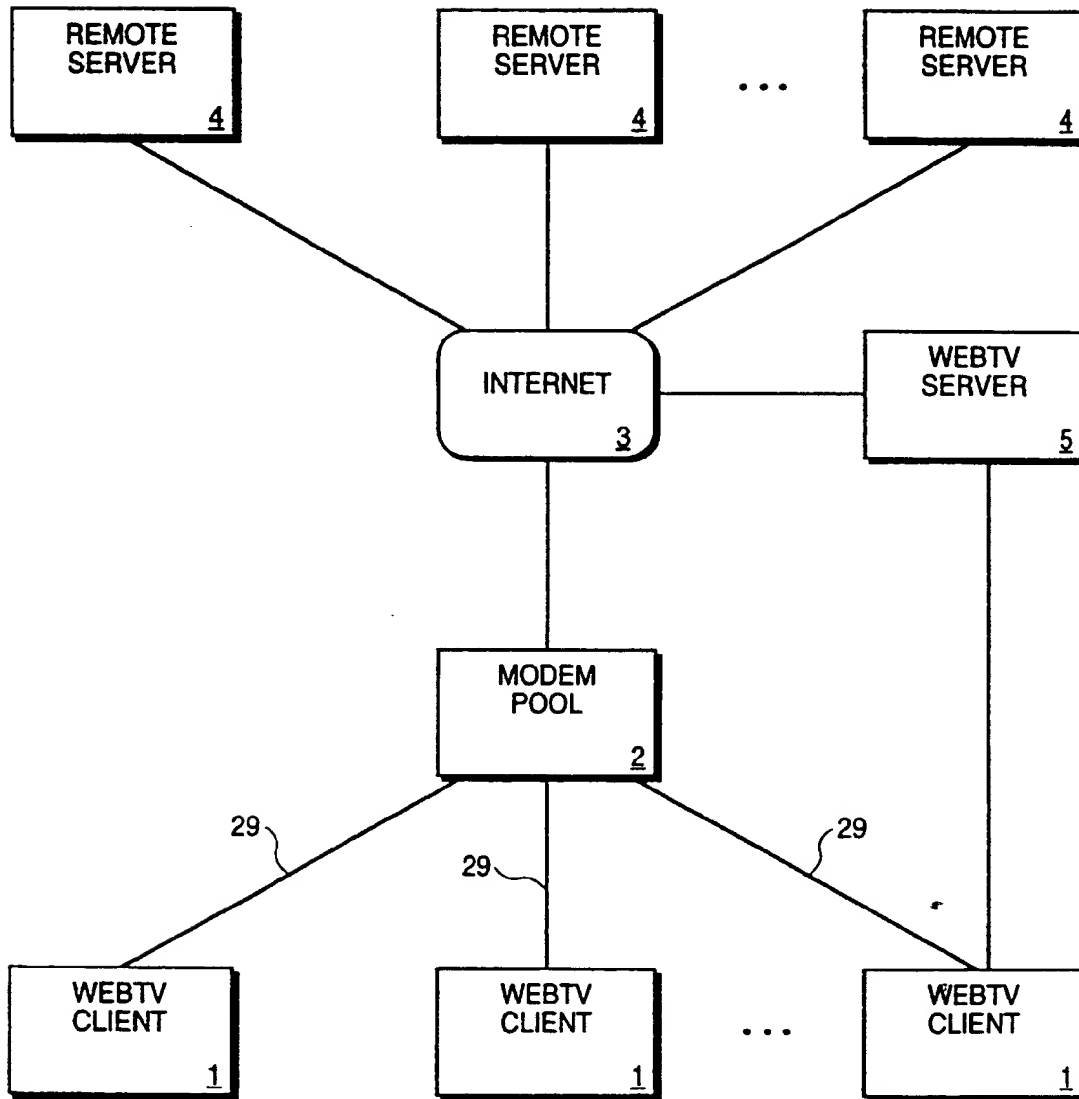 REMOTE
SERVER
4
REMOTE
SERVER
4
...
REMOTE
SERVER
4
INTERNET
3
WEBTV
SERVER
5
MODEM
POOL
2
29
29
29
WEBTV
CLIENT
1
WEBTV
CLIENT
1
...
WEBTV
CLIENT
1